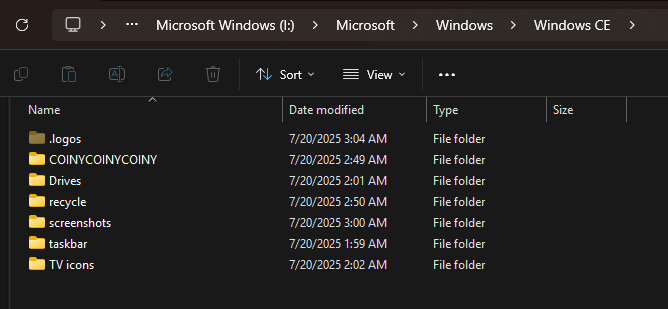 Microsoft Windows (I:) > Microsoft > Windows > Windows CE >
Sort View
Name Date modified Type Size
.logos 7/20/2025 3:04 AM File folder
COINYCOINYCOINY 7/20/2025 2:49 AM File folder
Drives 7/20/2025 2:01 AM File folder
recycle 7/20/2025 2:50 AM File folder
screenshots 7/20/2025 3:00 AM File folder
taskbar 7/20/2025 1:59 AM File folder
TV icons 7/20/2025 2:02 AM File folder